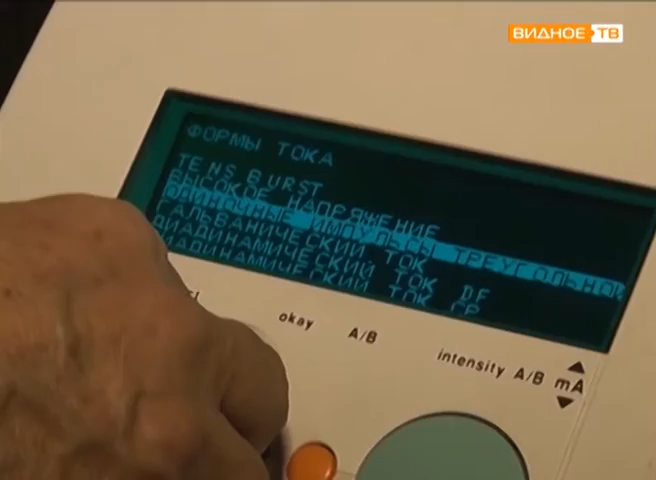 ВИДНОЕ ТВ
ФОРМЫ ТОКА
TENS BURST
ВЫСОКОЕ НАПРЯЖЕНИЕ
ОДИНОЧНЫЕ ИМПУЛЬСЫ ТРЕУГОЛЬНОЙ
ГАЛЬВАНИЧЕСКИЙ ТОК
ДИАДИНАМИЧЕСКИЙ ТОК DF
ДИАДИНАМИЧЕСКИЙ ТОК CP
okay A/B
intensity A/B mA